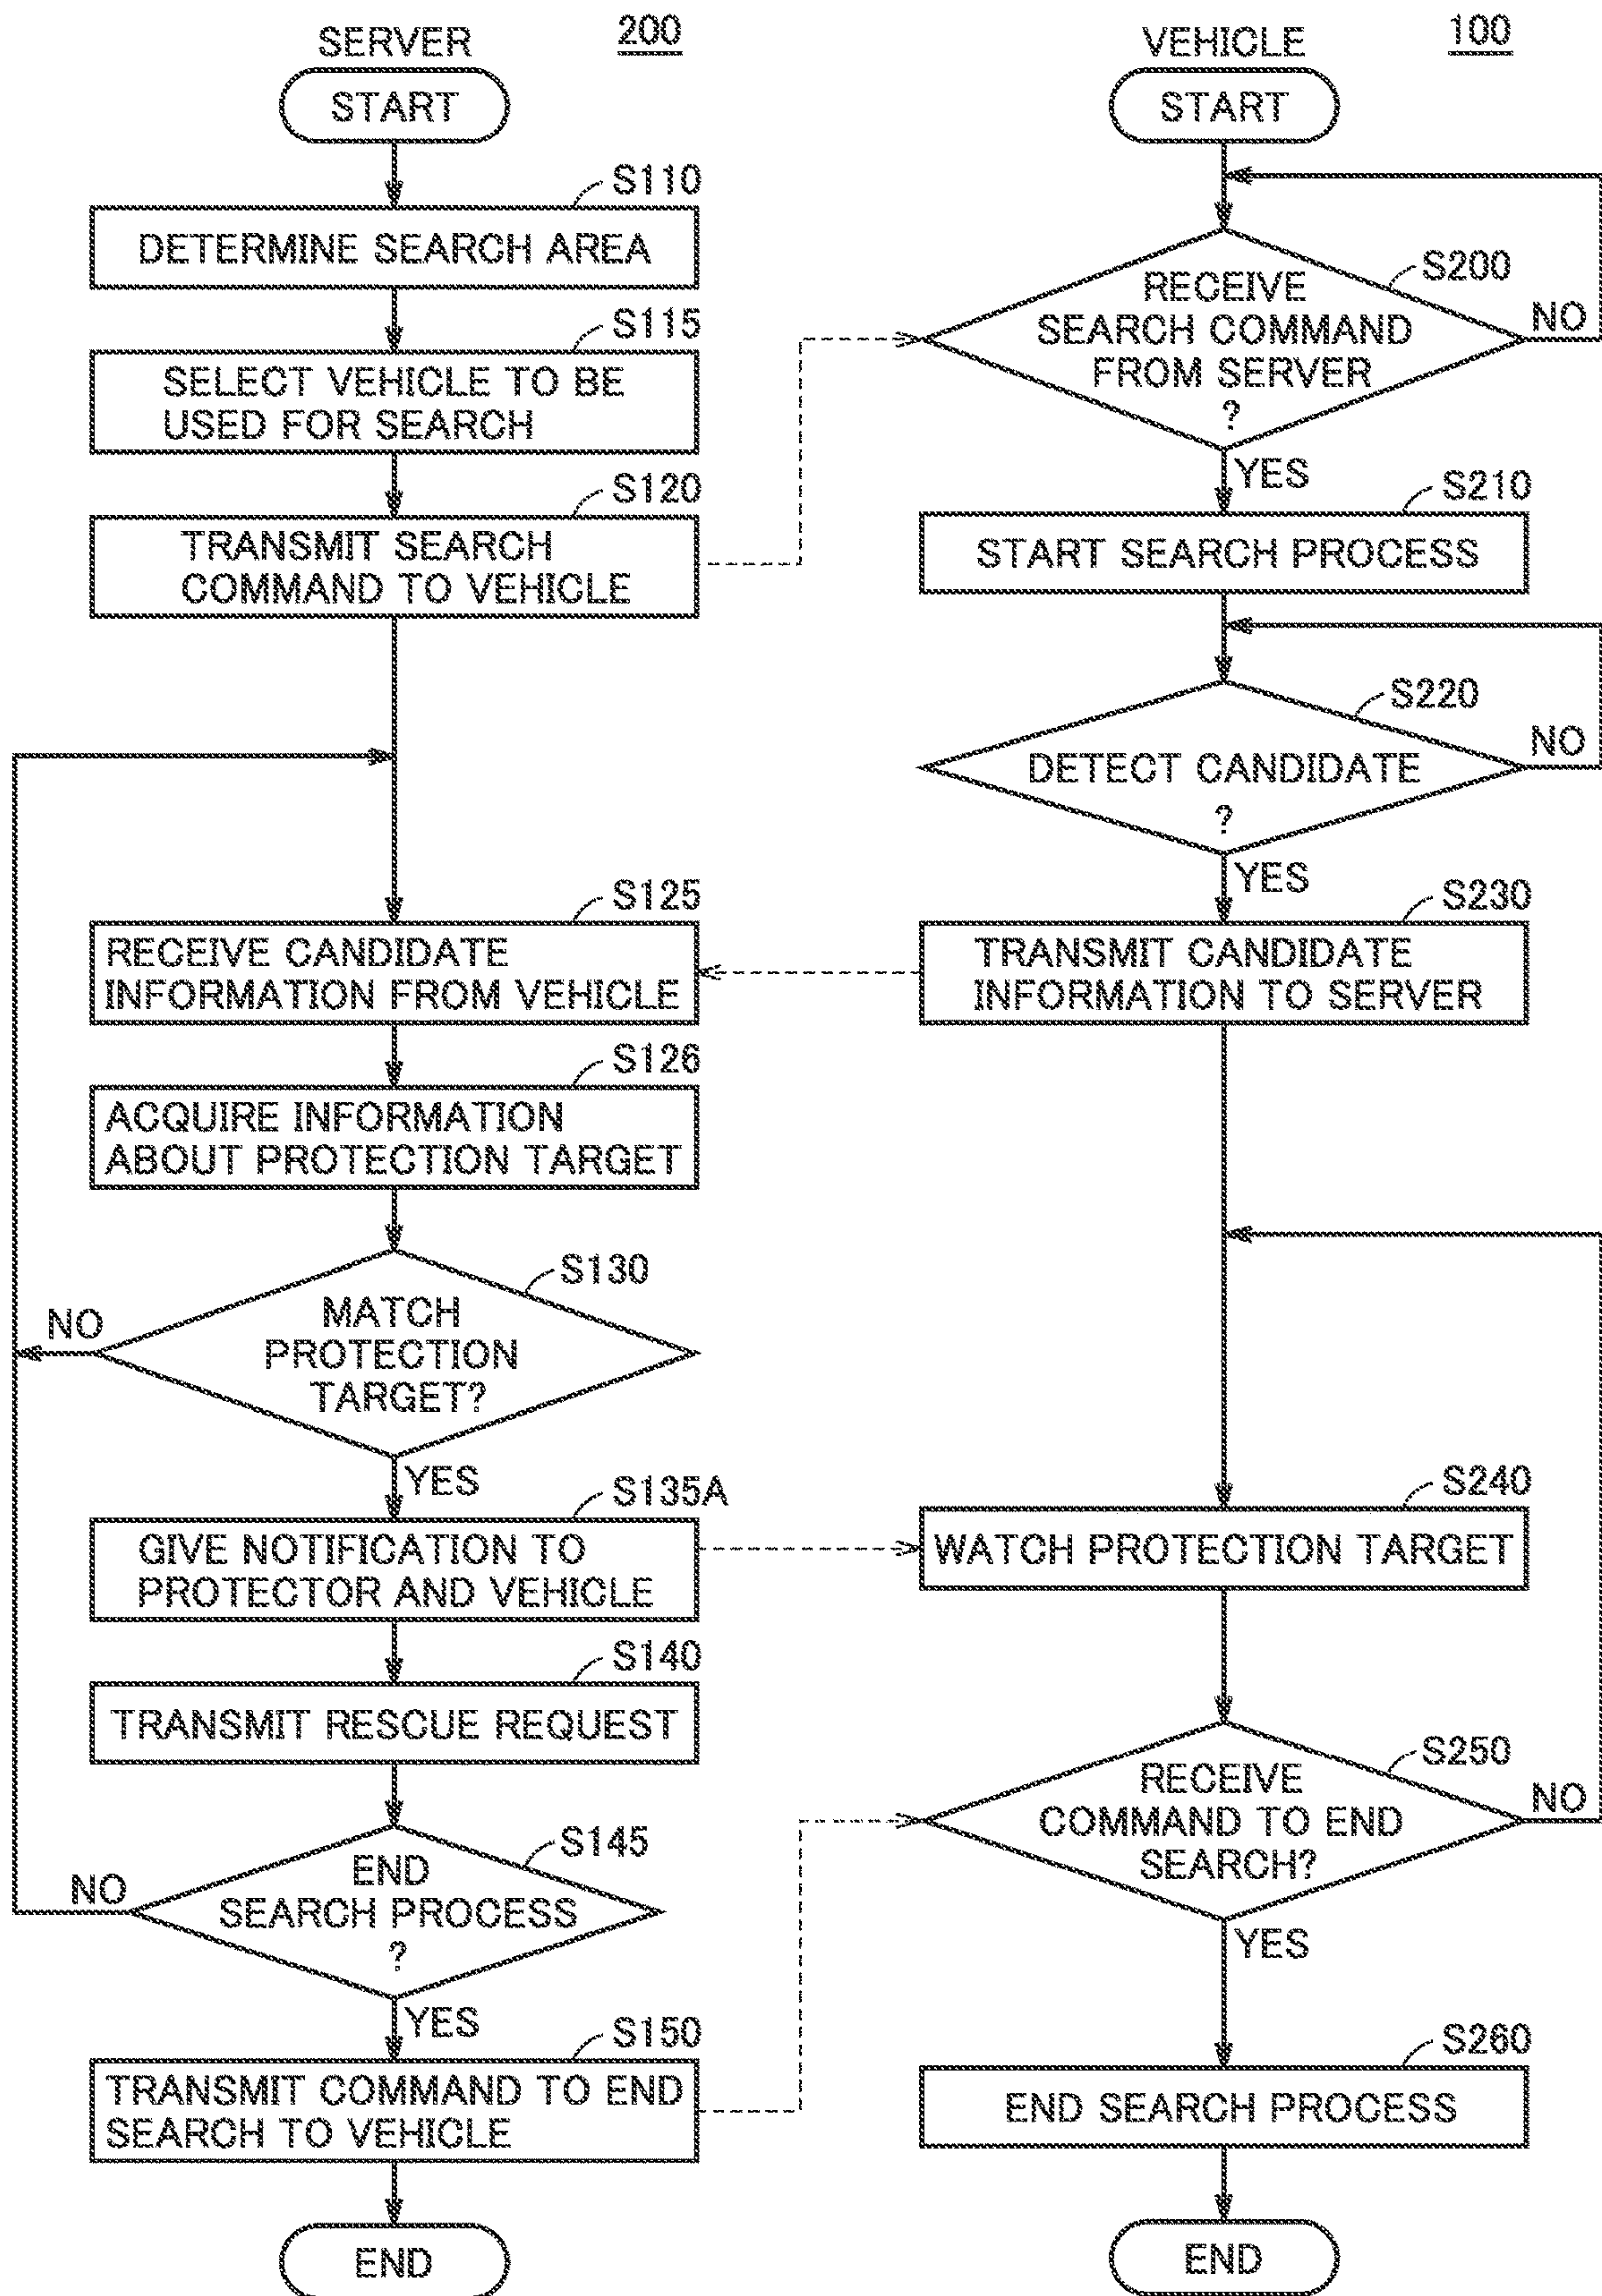 SERVER
200
START
S110
DETERMINE SEARCH AREA
S115
SELECT VEHICLE TO BE
USED FOR SEARCH
S120
TRANSMIT SEARCH
COMMAND TO VEHICLE
S125
RECEIVE CANDIDATE
INFORMATION FROM VEHICLE
S126
ACQUIRE INFORMATION
ABOUT PROTECTION TARGET
S130
MATCH
PROTECTION
TARGET?
NO
YES
S135A
GIVE NOTIFICATION TO
PROTECTOR AND VEHICLE
S140
TRANSMIT RESCUE REQUEST
S145
END
SEARCH PROCESS
?
NO
YES
S150
TRANSMIT COMMAND TO END
SEARCH TO VEHICLE
END
VEHICLE
100
START
S200
RECEIVE
SEARCH COMMAND
FROM SERVER
?
NO
YES
S210
START SEARCH PROCESS
S220
DETECT CANDIDATE
?
NO
YES
S230
TRANSMIT CANDIDATE
INFORMATION TO SERVER
S240
WATCH PROTECTION TARGET
S250
RECEIVE
COMMAND TO END
SEARCH?
NO
YES
S260
END SEARCH PROCESS
END